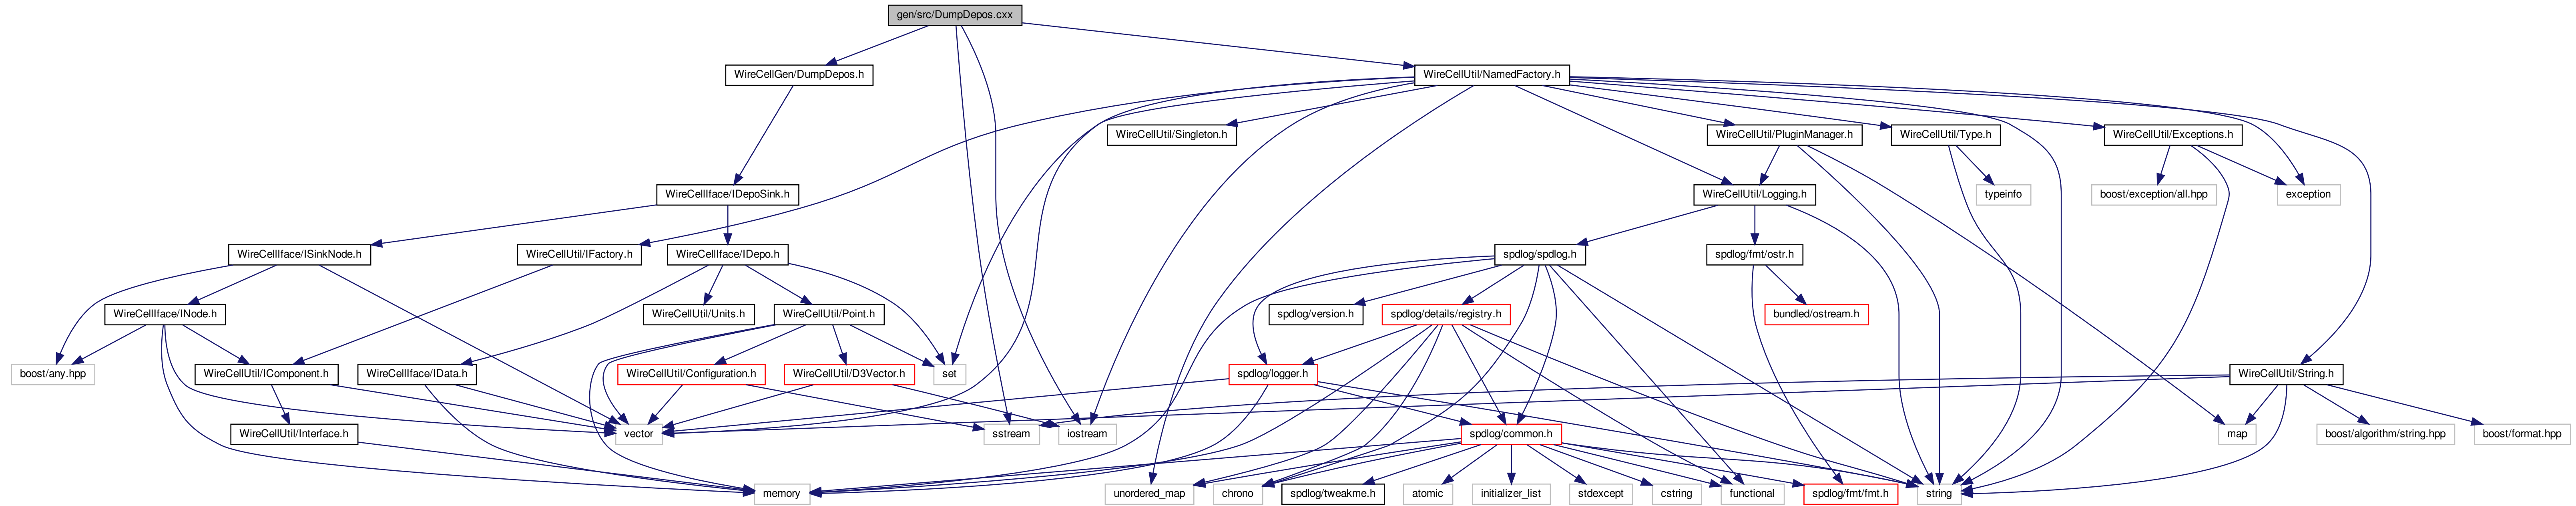 gen/src/DumpDepos.cxx
WireCellGen/DumpDepos.h
WireCellUtil/NamedFactory.h
WireCellUtil/Singleton.h
WireCellUtil/PluginManager.h
WireCellUtil/Type.h
WireCellUtil/Exceptions.h
WireCellIface/IDepoSink.h
WireCellUtil/Logging.h
typeinfo
boost/exception/all.hpp
exception
WireCellIface/ISinkNode.h
WireCellUtil/IFactory.h
WireCellIface/IDepo.h
spdlog/spdlog.h
spdlog/fmt/ostr.h
WireCellIface/INode.h
WireCellUtil/Units.h
WireCellUtil/Point.h
spdlog/version.h
spdlog/details/registry.h
bundled/ostream.h
boost/any.hpp
WireCellUtil/IComponent.h
WireCellIface/IData.h
WireCellUtil/Configuration.h
WireCellUtil/D3Vector.h
set
spdlog/logger.h
WireCellUtil/String.h
WireCellUtil/Interface.h
vector
sstream
iostream
spdlog/common.h
map
boost/algorithm/string.hpp
boost/format.hpp
memory
unordered_map
chrono
spdlog/tweakme.h
atomic
initializer_list
stdexcept
cstring
functional
spdlog/fmt/fmt.h
string